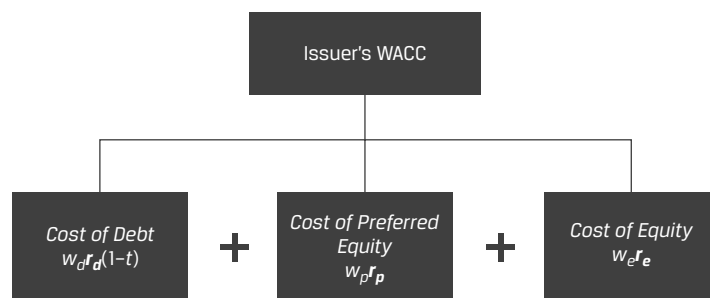 Issuer's WACC
Cost of Debt
w_d r_d(1–t)
+
Cost of Preferred
Equity
w_p r_p
+
Cost of Equity
w_e r_e